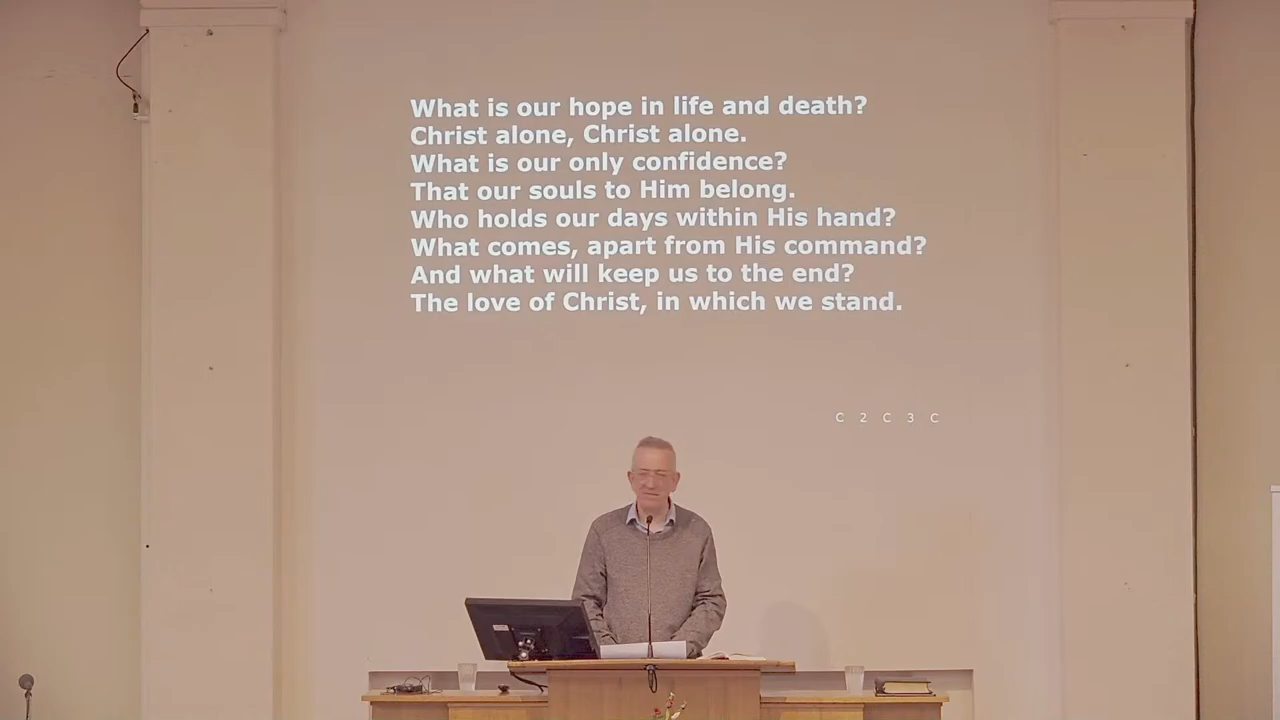 What is our hope in life and death?
Christ alone, Christ alone.
What is our only confidence?
That our souls to Him belong.
Who holds our days within His hand?
What comes, apart from His command?
And what will keep us to the end?
The love of Christ, in which we stand.
C 2 C 3 C